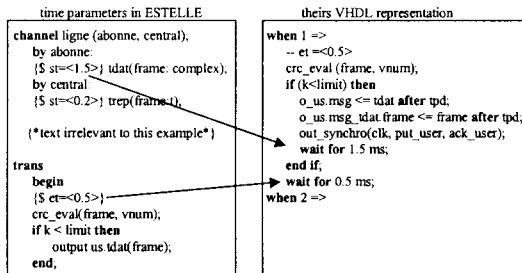 time parameters in ESTELLE
channel ligne (abonne, central);
by abonne:
{$ st=<1.5>} tdat(frame: complex);
by central:
{$ st=<0.2>} trep(frame:t);
{*text irrelevant to this example*}
trans
begin
{$ et=<0.5>}
crc_eval(frame, vnum);
if k < limit then
output us.tdat(frame);
end;
theirs VHDL representation
when 1 =>
-- et =<0.5>
crc_eval (frame, vnum);
if (k<limit) then
o_us.msg <= tdat after tpd;
o_us.msg_tdat.frame <= frame after tpd;
out_synchro(clk, put_user, ack_user);
wait for 1.5 ms;
end if;
wait for 0.5 ms;
when 2 =>